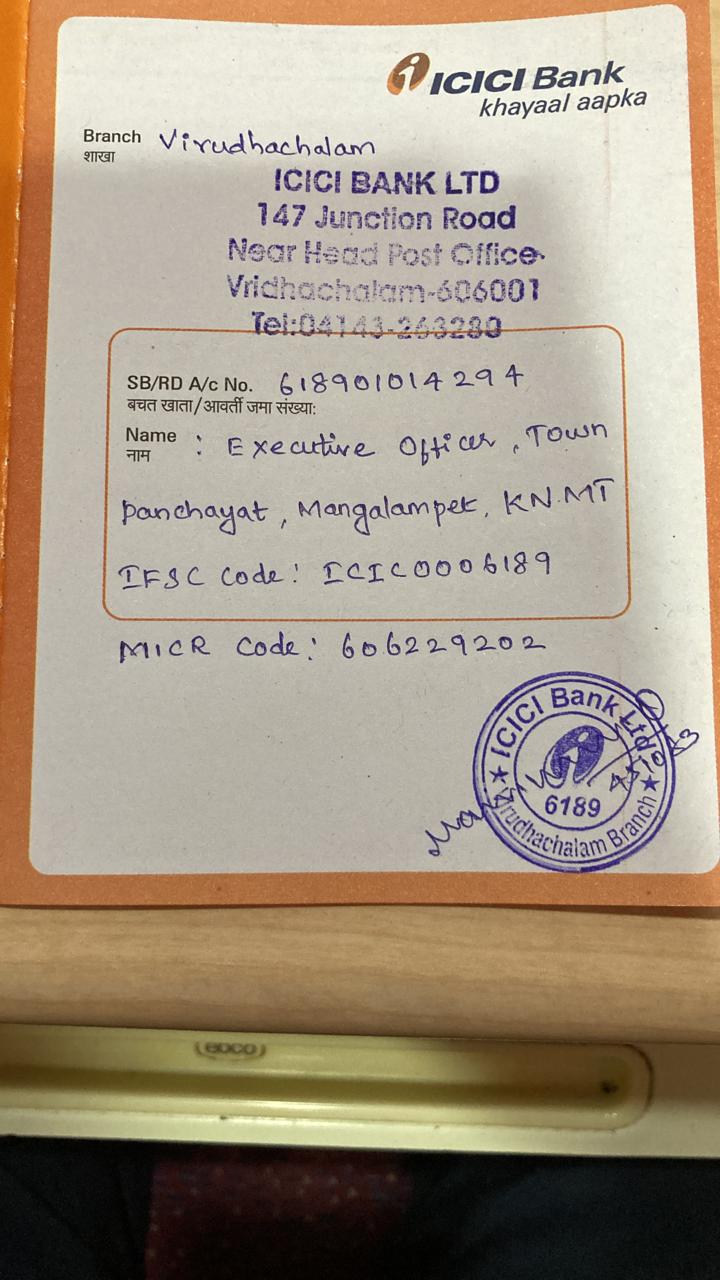 ICICI Bank
khayaal aapka
Branch Virudhachalam
शाखा
ICICI BANK LTD
147 Junction Road
Near Head Post Office
Vridhachalam-606001
Tel:04143-263280
SB/RD A/c No. 618901014294
बचत खाता/आवर्ती जमा संख्या:
Name : Executive Officer, Town
नाम
Panchayat, Mangalampet, KN.MT
IFSC Code: ICIC0006189
MICR Code: 606229202
ICICI Bank Ltd
6189
Virudhachalam Branch